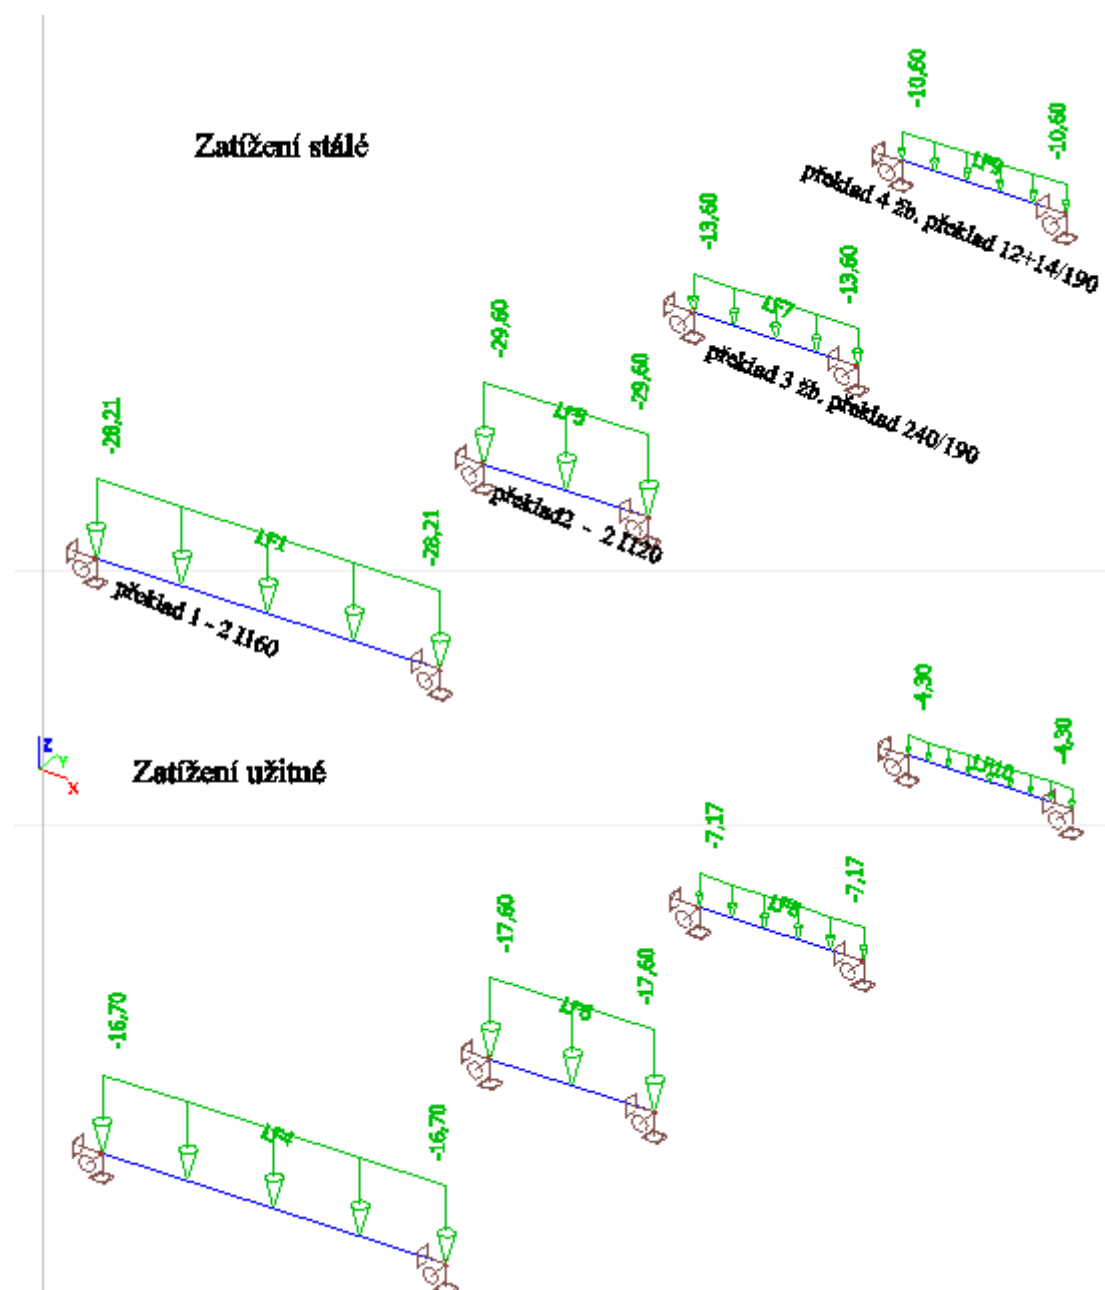 -10,60
-10,60
Zatížení stálé
LF9
překlad 4 žb. překlad 12+14/190
-13,60
-13,60
LF7
překlad 3 žb. překlad 240/190
-29,60
-29,60
LF5
překlad2 - 2 I120
-28,21
-28,21
LF1
překlad 1 - 2 I160
-4,30
-4,30
LF10
Z
Y
X
Zatížení užitné
-7,17
-7,17
LF8
-17,60
-17,60
LF6
-16,70
-16,70
LF4